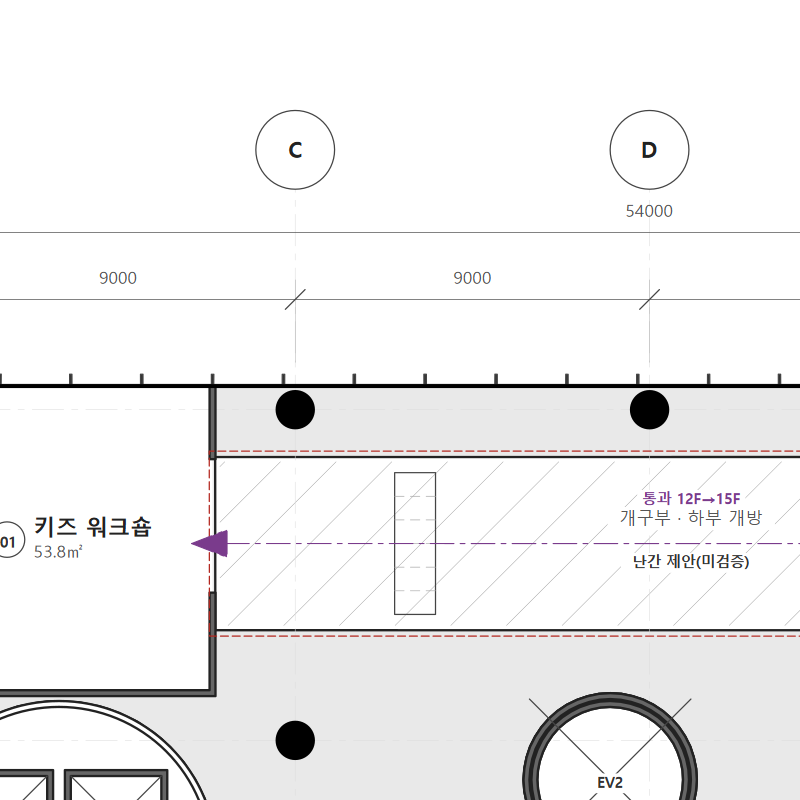 C
D
54000
9000
9000
통과 12F→15F
개구부 · 하부 개방
난간 제안(미검증)
01
키즈 워크숍
53.8㎡
EV2